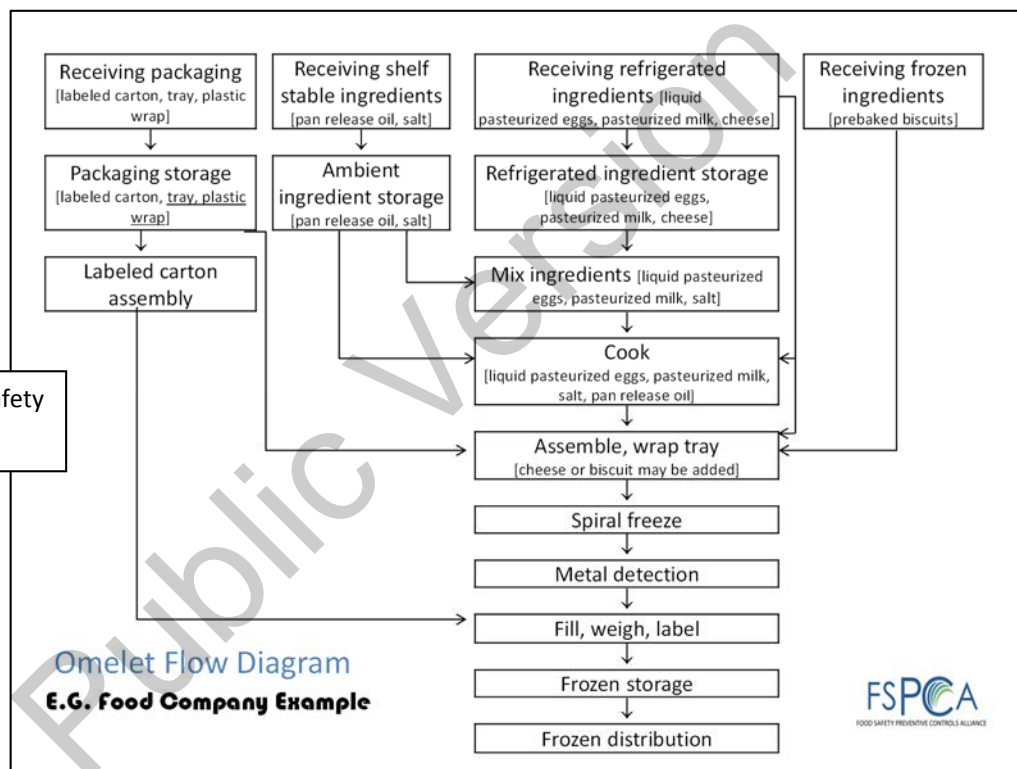 Receiving packaging
[labeled carton, tray, plastic
wrap]
Receiving shelf
stable ingredients
[pan release oil, salt]
Receiving refrigerated
ingredients [liquid
pasteurized eggs, pasteurized milk, cheese]
Receiving frozen
ingredients
[prebaked biscuits]
Packaging storage
[labeled carton, tray, plastic
wrap]
Ambient
ingredient storage
[pan release oil, salt]
Refrigerated ingredient storage
[liquid pasteurized eggs,
pasteurized milk, cheese]
Labeled carton
assembly
Mix ingredients [liquid pasteurized
eggs, pasteurized milk, salt]
Cook
[liquid pasteurized eggs, pasteurized milk,
salt, pan release oil]
Assemble, wrap tray
[cheese or biscuit may be added]
Spiral freeze
Metal detection
Fill, weigh, label
Frozen storage
Frozen distribution
Omelet Flow Diagram
E.G. Food Company Example
FSPCA
FOOD SAFETY PREVENTIVE CONTROLS ALLIANCE
Public Version